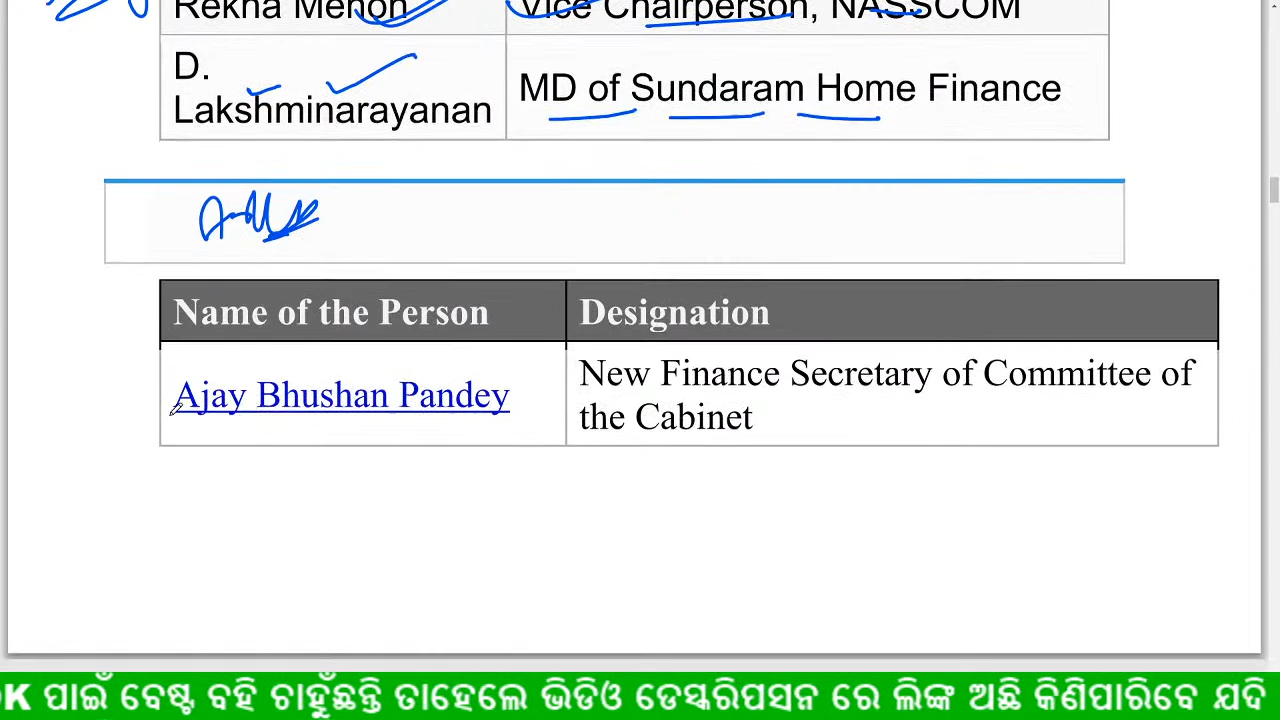 Rekha Menon Vice Chairperson, NASSCOM
D.
Lakshminarayanan MD of Sundaram Home Finance
Name of the Person Designation
Ajay Bhushan Pandey New Finance Secretary of Committee of
the Cabinet
OK ପାଇଁ ବେଷ୍ଟ ବହି ଚାହୁଁଛନ୍ତି ତାହେଲେ ଭିଡିଓ ଡେସ୍କରିପସନ ରେ ଲିଙ୍କ ଅଛି କିଣିପାରିବେ ଯଦି